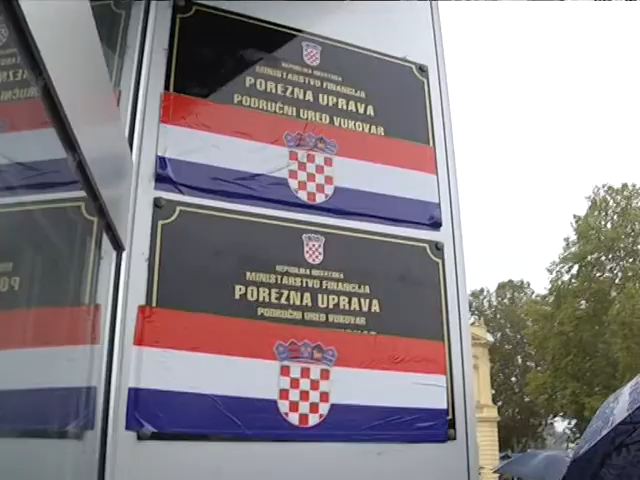 REPUBLIKA HRVATSKA
MINISTARSTVO FINANCIJA
POREZNA UPRAVA
PODRUČNI URED VUKOVAR
REPUBLIKA HRVATSKA
MINISTARSTVO FINANCIJA
POREZNA UPRAVA
PODRUČNI URED VUKOVAR